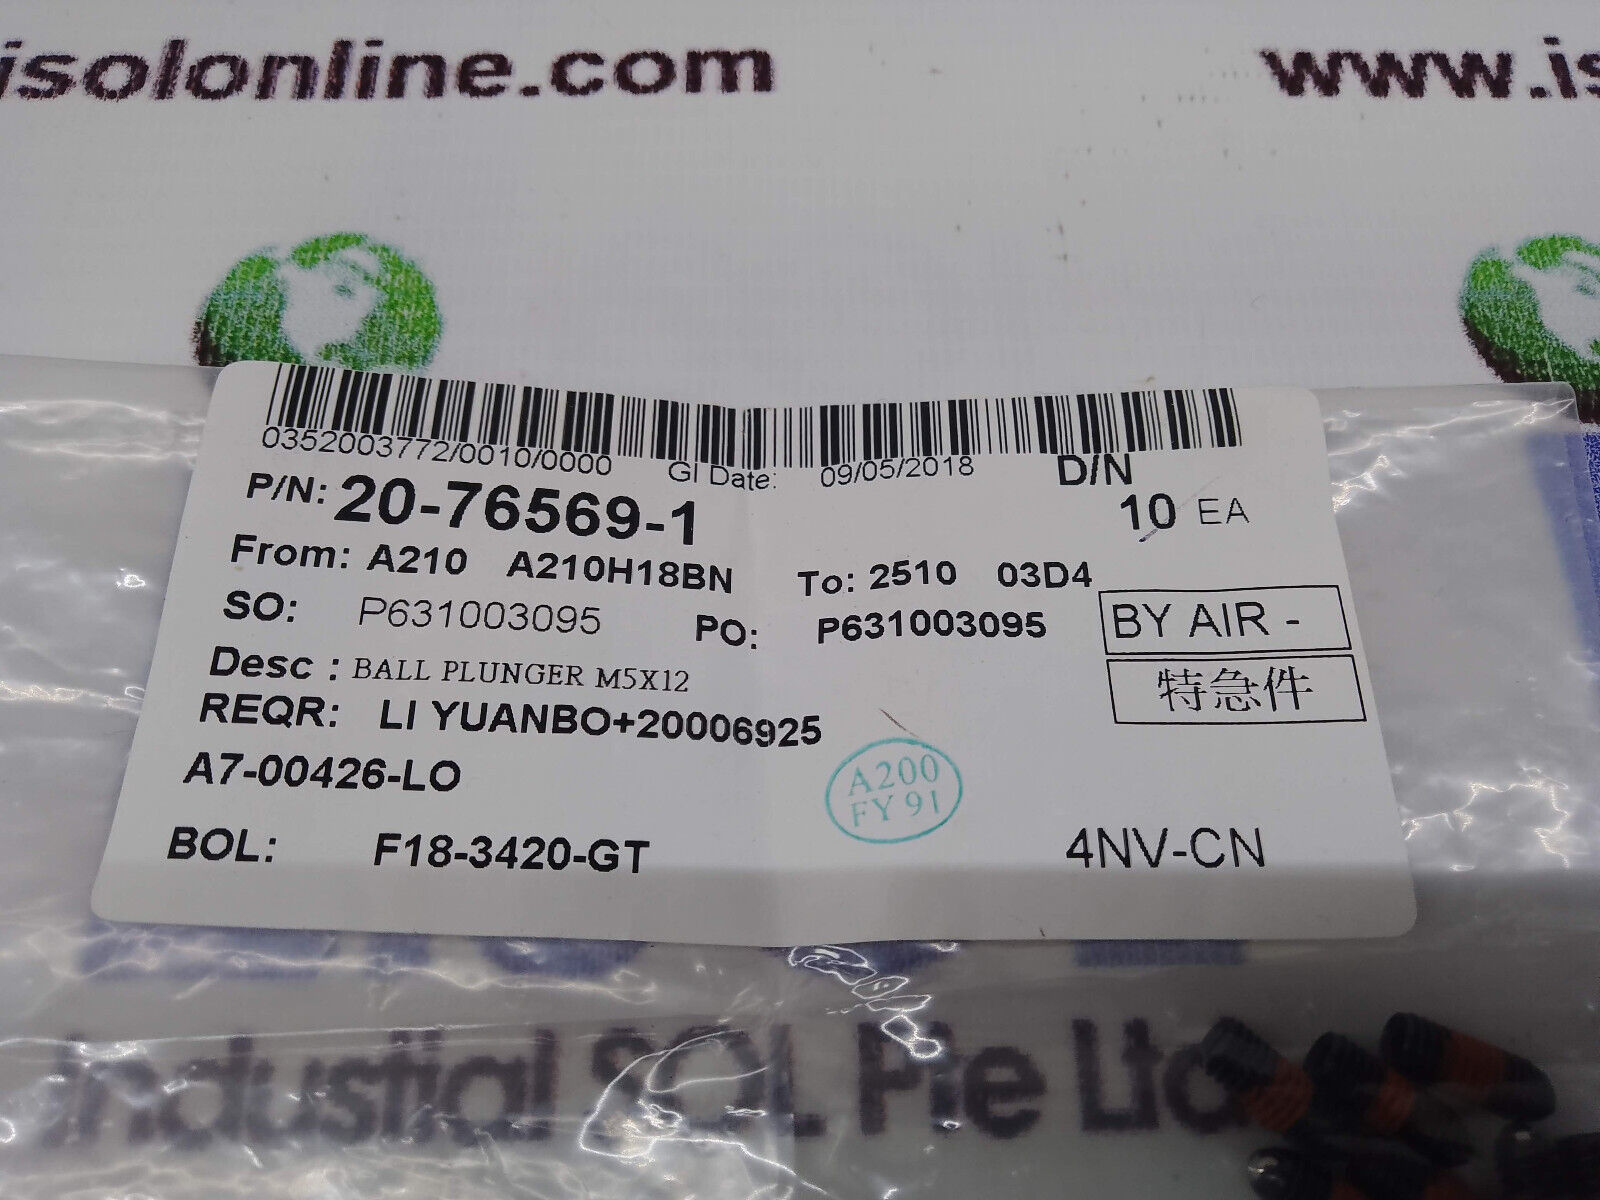 isolonline.com
www.is
0352003772/0010/0000
GI Date: 09/05/2018
D/N
P/N: 20-76569-1
10 EA
From: A210 A210H18BN To: 2510 03D4
SO: P631003095 PO: P631003095
BY AIR -
Desc : BALL PLUNGER M5X12
特急件
REQR: LI YUANBO+20006925
A7-00426-LO
A200
FY 91
BOL: F18-3420-GT
4NV-CN
Industial SOL Pte Ltd